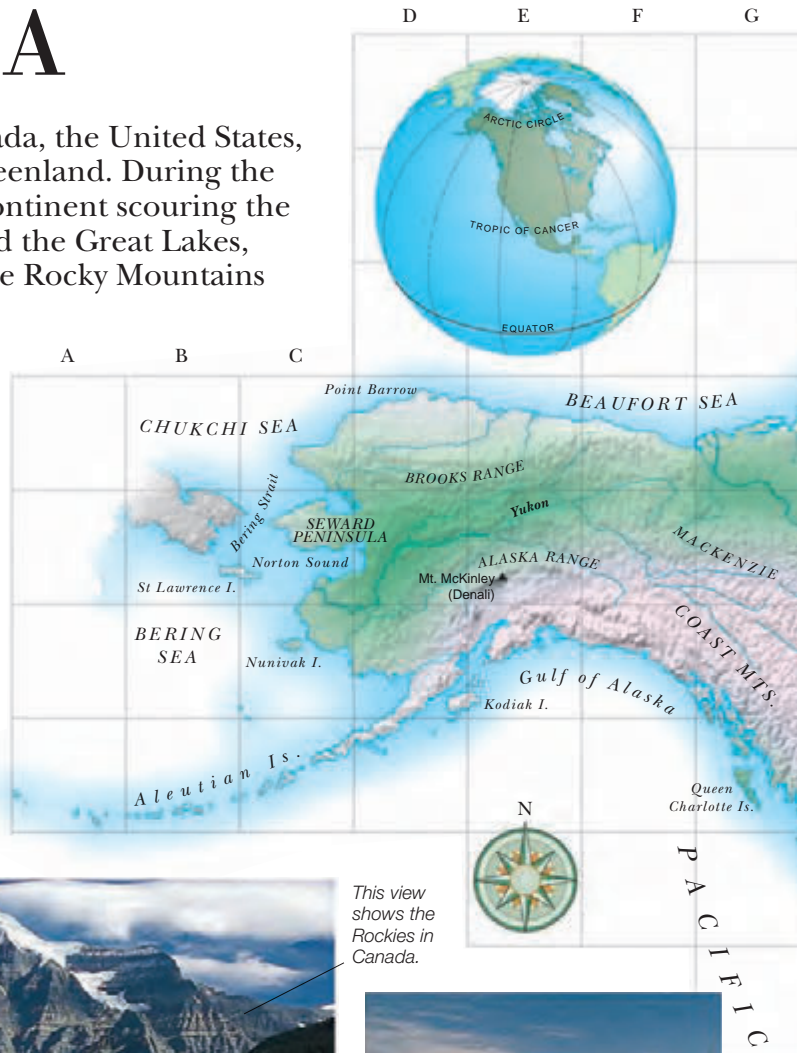 A
ada, the United States,
eenland. During the
ontinent scouring the
d the Great Lakes,
e Rocky Mountains
D E F G
ARCTIC CIRCLE
TROPIC OF CANCER
EQUATOR
A B C
Point Barrow
BEAUFORT SEA
CHUKCHI SEA
BROOKS RANGE
Bering Strait
Yukon
SEWARD
PENINSULA
MACKENZIE
Norton Sound
ALASKA RANGE
Mt. McKinley
(Denali)
St Lawrence I.
COAST MTS.
BERING
SEA
Nunivak I.
Gulf of Alaska
Kodiak I.
Aleutian Is.
Queen
Charlotte Is.
N
PACIFIC
This view
shows the
Rockies in
Canada.